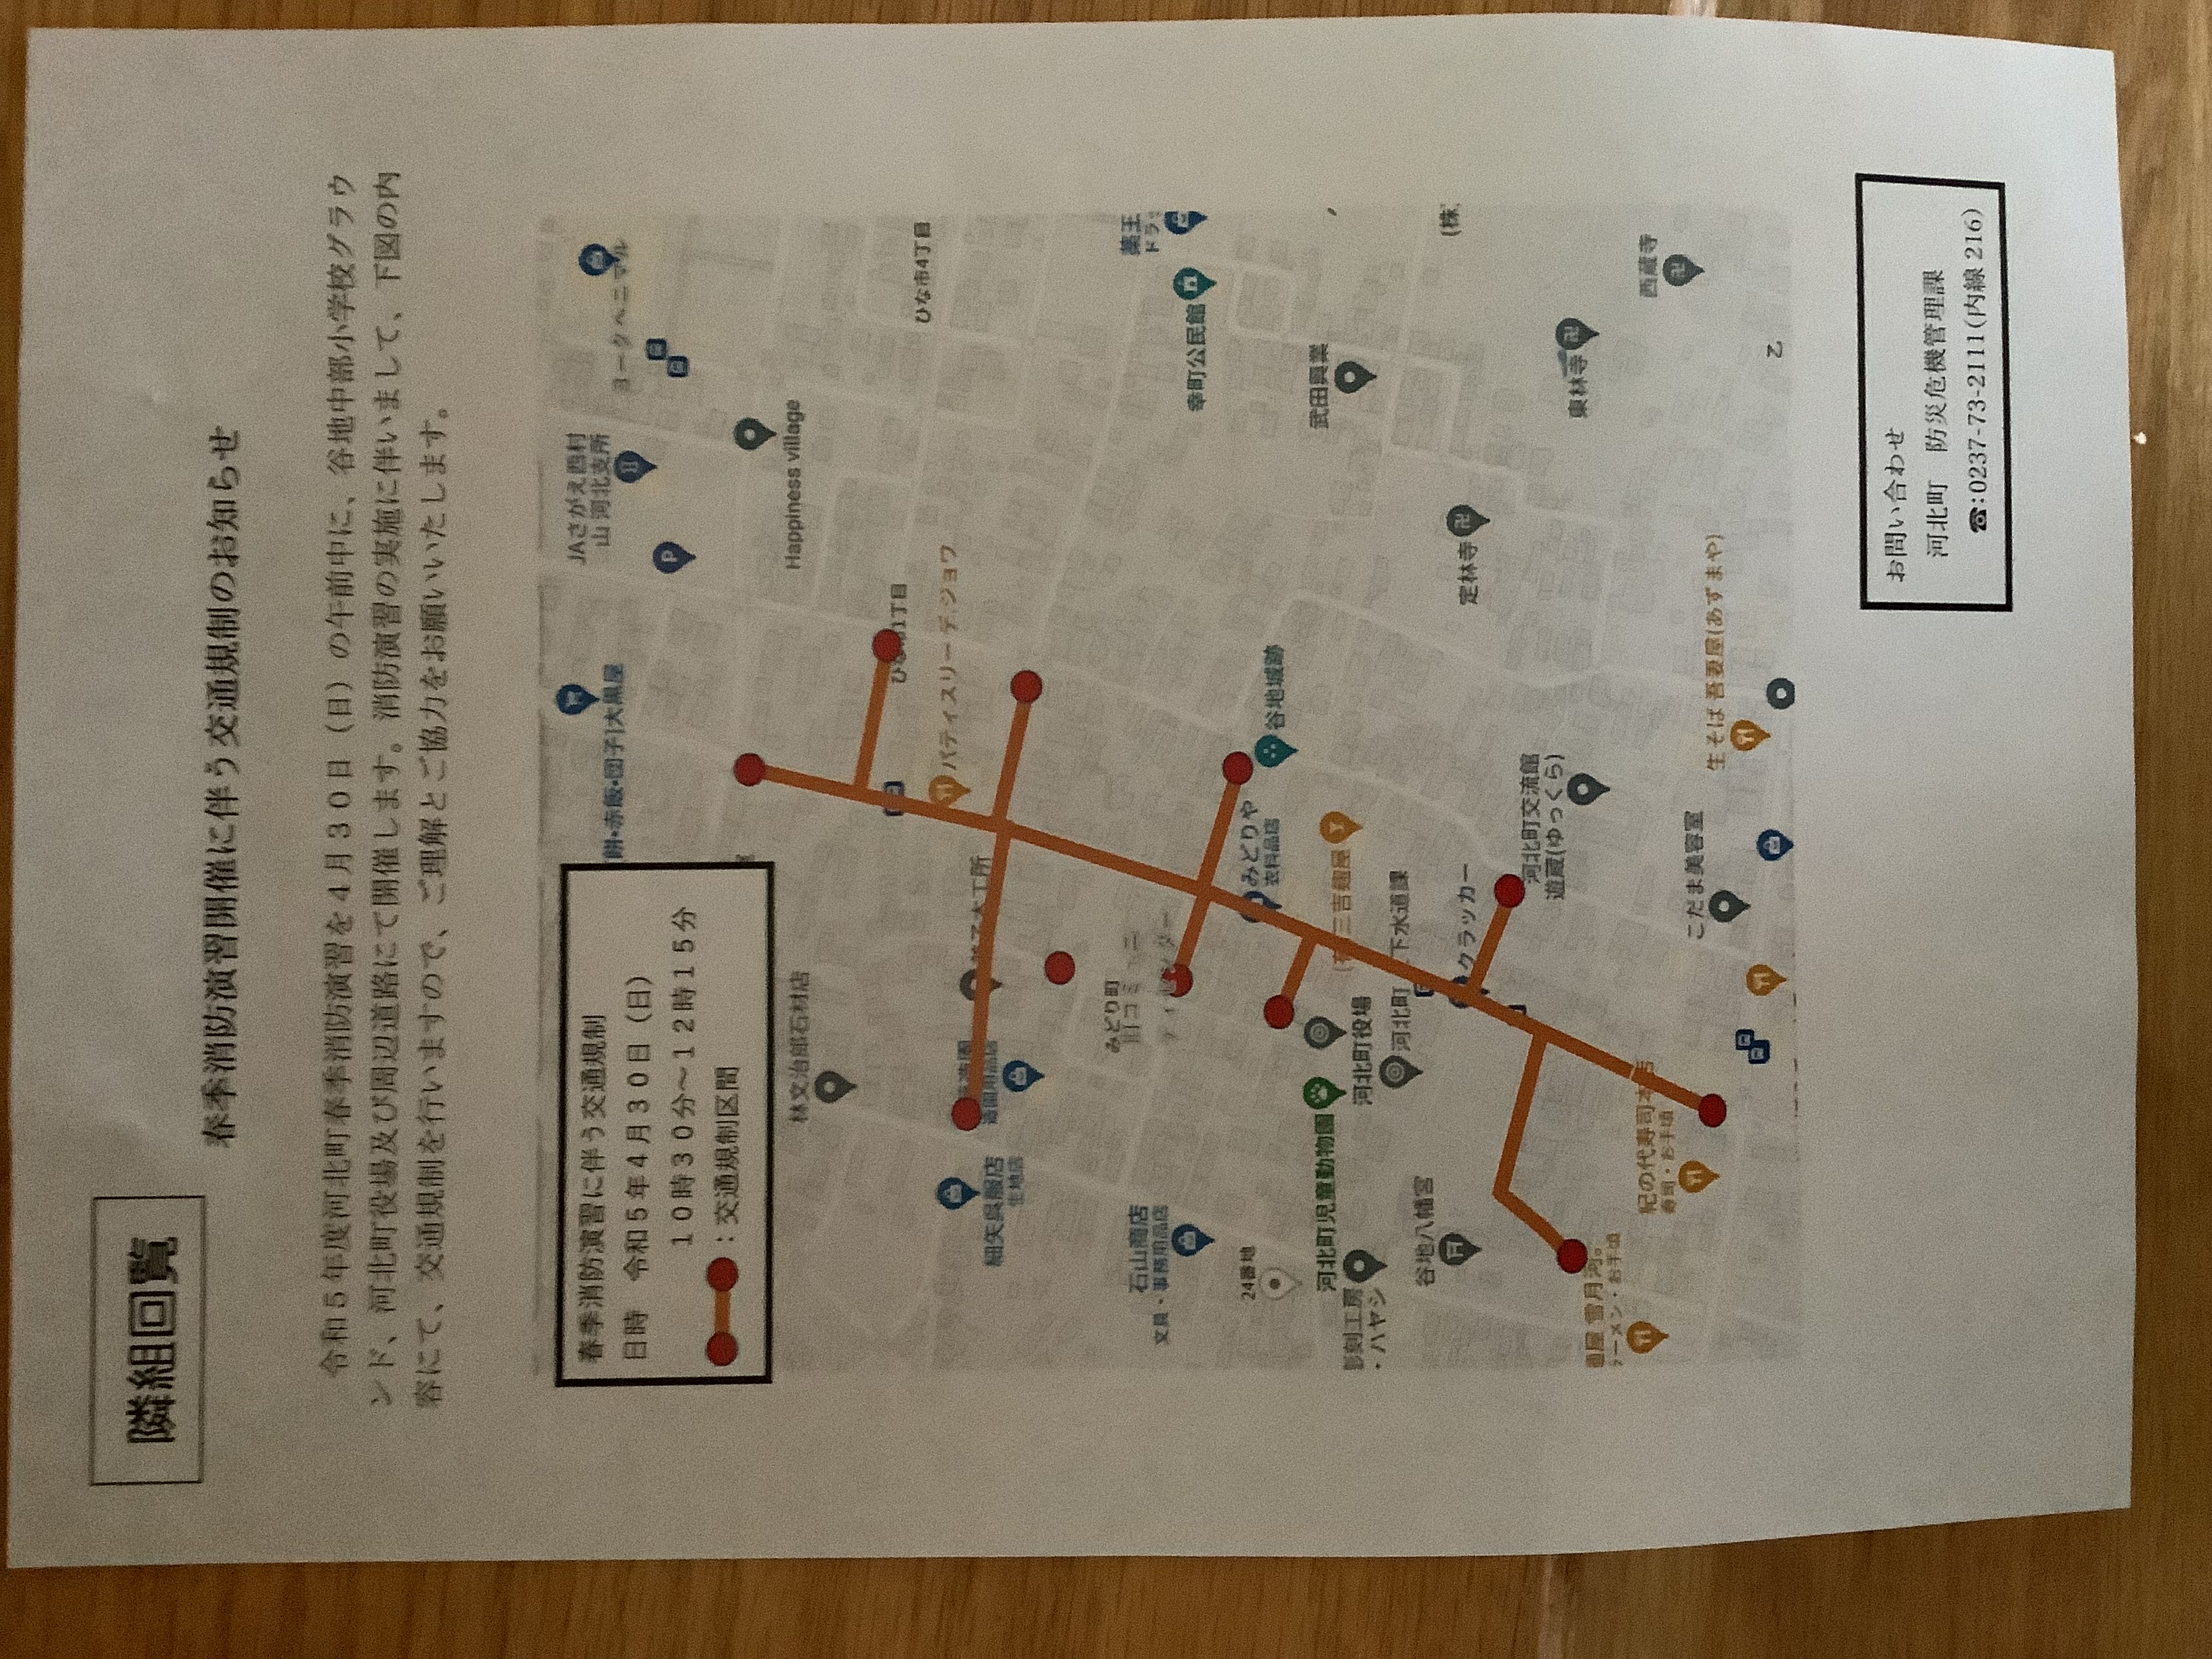 隣組回覧
春季消防演習開催に伴う交通規制のお知らせ
令和５年度河北町春季消防演習を４月３０日（日）の午前中に、谷地中部小学校グラウ
ンド、河北町役場及び周辺道路にて開催します。消防演習の実施に伴いまして、下図の内
容にて、交通規制を行いますので、ご理解とご協力をお願いいたします。
春季消防演習に伴う交通規制
日時　令和５年４月３０日（日）
１０時３０分～１２時１５分
：交通規制区間
餅・赤飯・団子]大黒屋
JAさがえ西村
山 河北支所
ヨークベニマル
P
Happiness village
林文治郎石材店
ひな市1丁目
ひな市4丁目
パティスリー デ.ジョワ
造園
造園用品店
木工所
細矢呉服店
生地店
みどり町
コミュニ
石山商店
文具・事務用品店
薬王
ドラッ
幸町公民館
24番地
みどりや
衣料品店
谷地城跡
河北町児童動物園
三吉麹屋
武田興業
彫刻工房
・ハヤシ
河北町役場
河北町 下水道課
谷地八幡宮
クラッカー
定林寺
(株
河北町交流館
遊蔵(ゆっくら)
東林寺
麺屋 雪月河。
ラーメン・お手頃
紀の代寿司本店
寿司・お手頃
西蔵寺
こだま美容室
生そば 吾妻屋(あずまや)
乙
お問い合わせ
河北町　防災危機管理課
☎:0237-73-2111(内線 216)